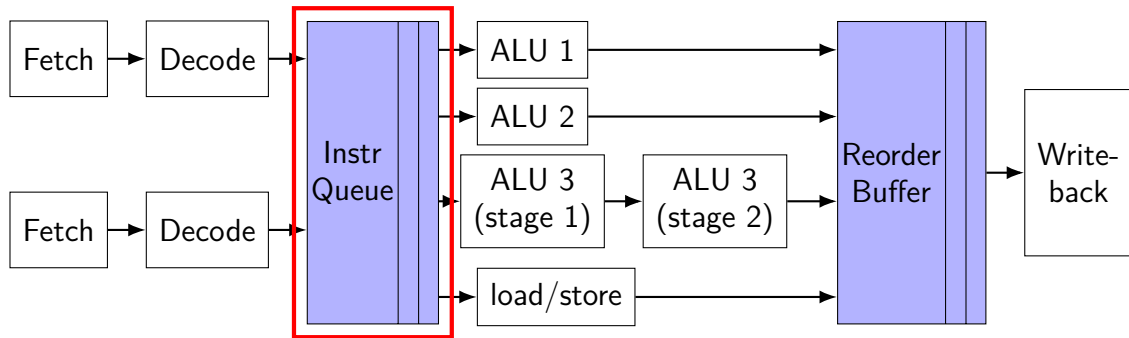 Fetch
Decode
Fetch
Decode
Instr
Queue
ALU 1
ALU 2
ALU 3
(stage 1)
ALU 3
(stage 2)
load/store
Reorder
Buffer
Write-
back